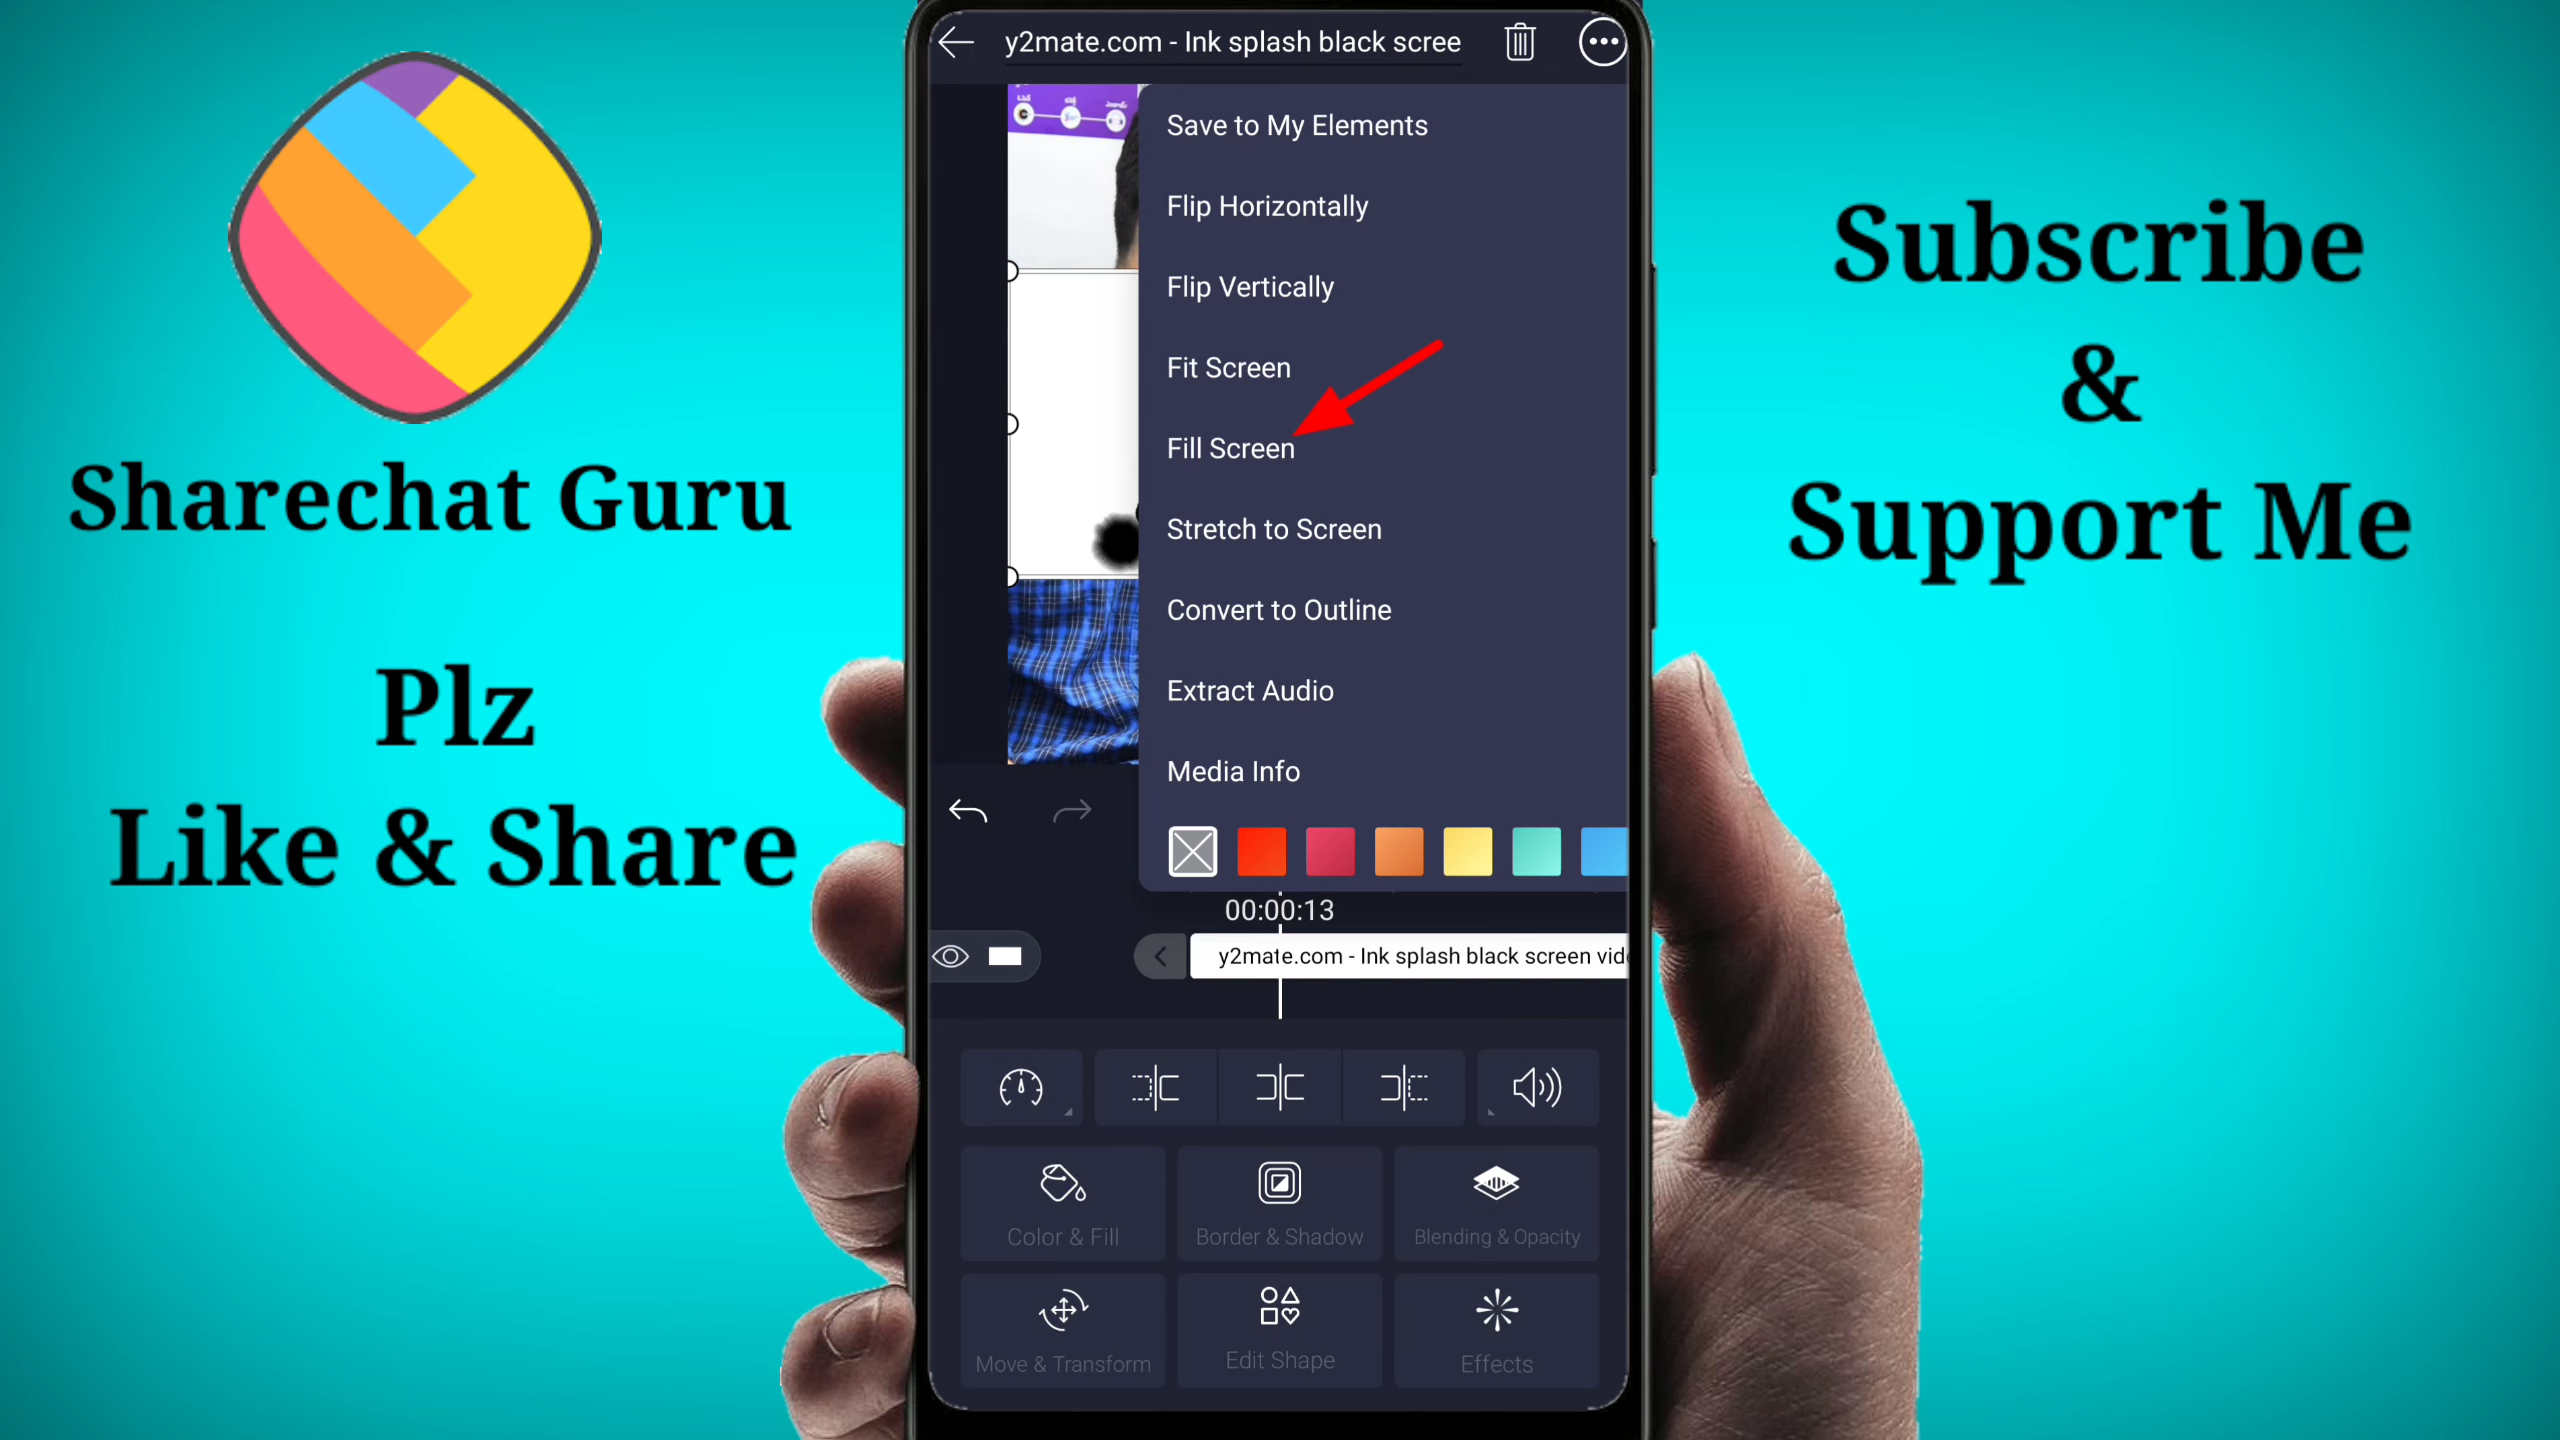 y2mate.com - Ink splash black scree
Save to My Elements
Flip Horizontally
Flip Vertically
Fit Screen
Fill Screen
Stretch to Screen
Convert to Outline
Extract Audio
Media Info
00:00:13
y2mate.com - Ink splash black screen vid
Color & Fill
Border & Shadow
Blending & Opacity
Move & Transform
Edit Shape
Effects
Sharechat Guru
Plz
Like & Share
Subscribe
&
Support Me